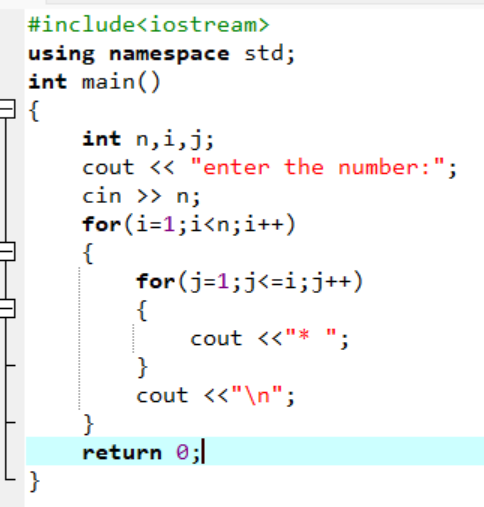 #include<iostream>
using namespace std;
int main()
{
    int n,i,j;
    cout << "enter the number:";
    cin >> n;
    for(i=1;i<n;i++)
    {
        for(j=1;j<=i;j++)
        {
            cout <<"* ";
        }
        cout <<"\n";
    }
    return 0;
}